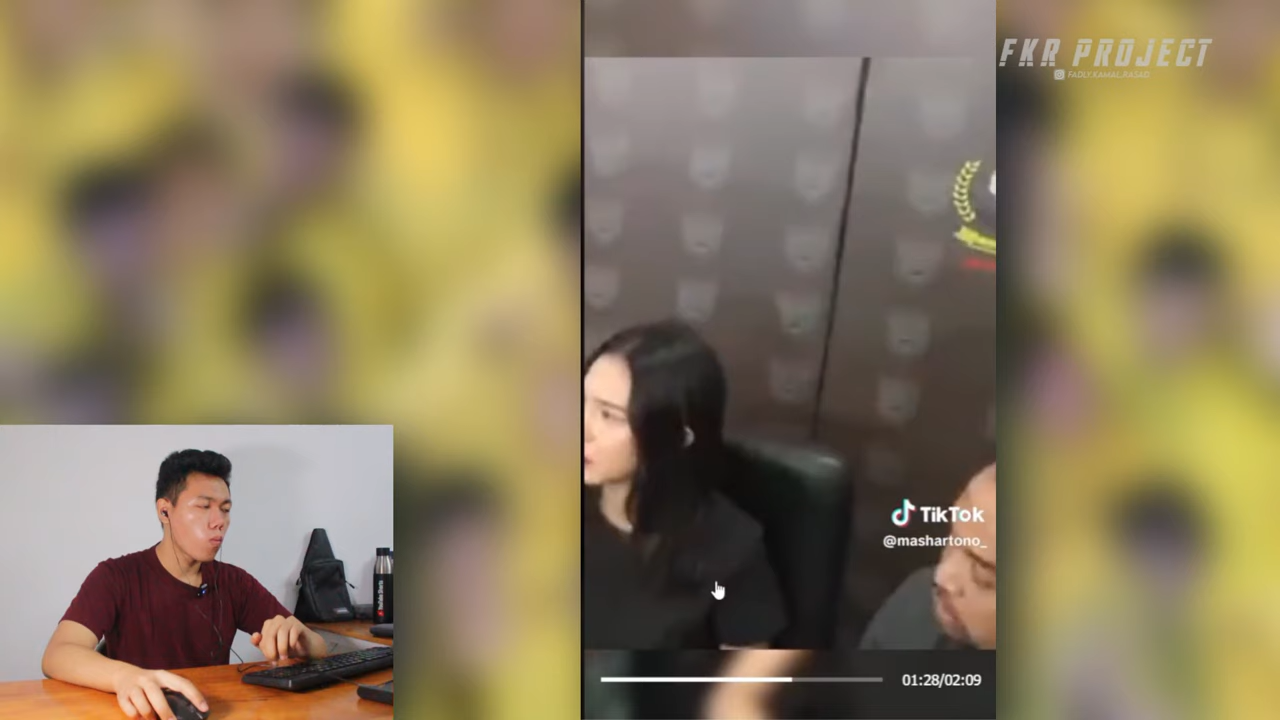 FKR PROJECT
FADLY.KAMAL.RASAD
TikTok
@mashartono_
01:28/02:09